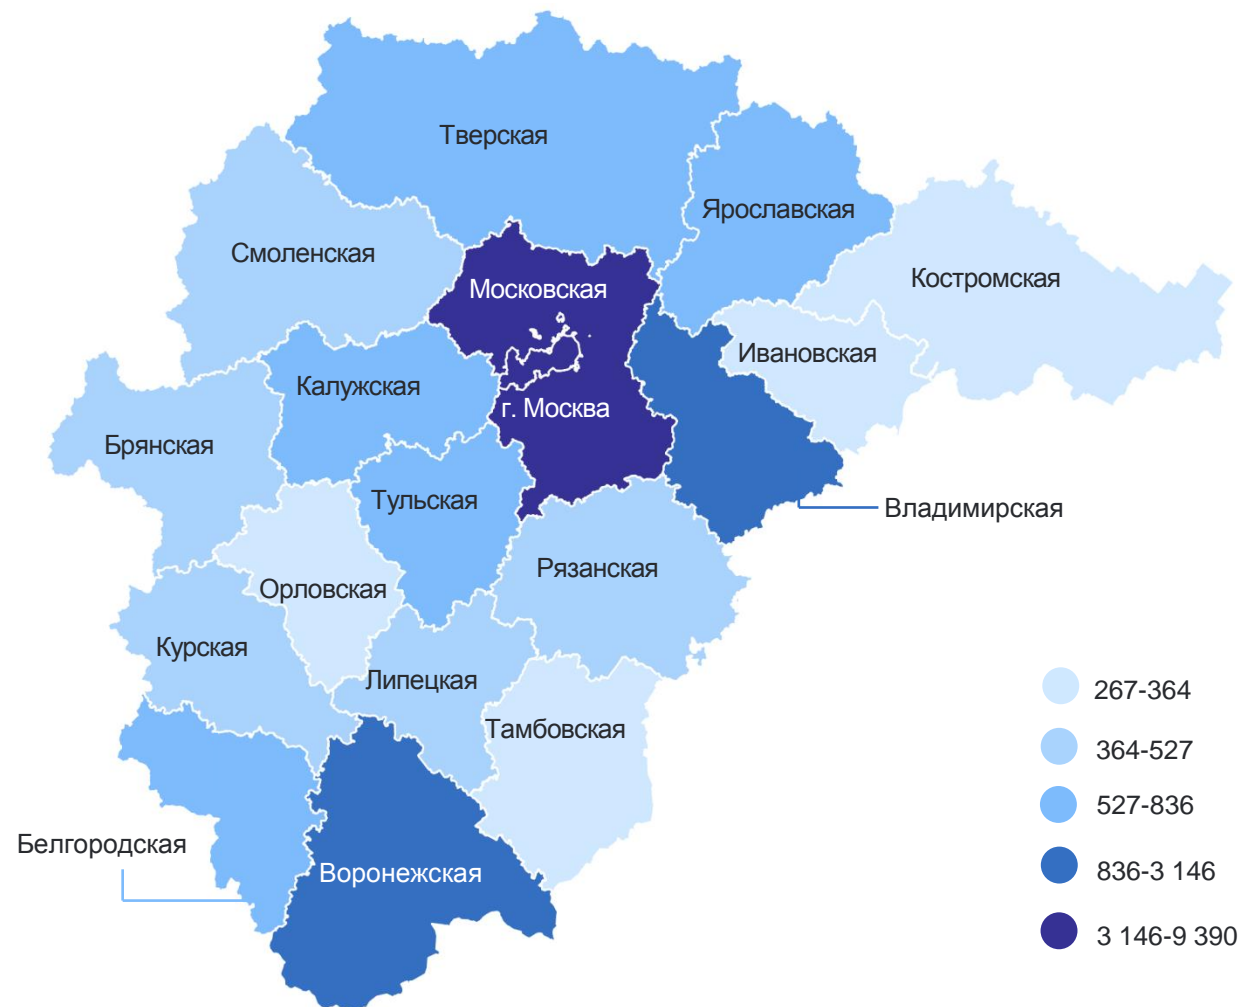 Тверская
Ярославская
Смоленская
Костромская
Московская
Ивановская
Калужская
г. Москва
Брянская
Тульская
Владимирская
Рязанская
Орловская
Курская
Липецкая
Тамбовская
Белгородская
Воронежская
267-364
364-527
527-836
836-3 146
3 146-9 390